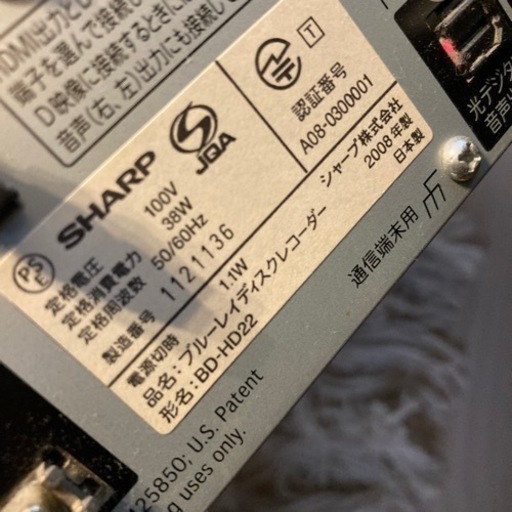 HDMI出力とし
端子を選んで接続し
D映像に接続するときに
音声(右、左)出力にも接続し
SHARP
JQA
T
認証番号
A08-0300001
PS
E
定格電圧 100V
定格消費電力 38W
定格周波数 50/60Hz
製造番号 1121136
シャープ株式会社
2008年製
日本製
電源切時 1.1W
品名:ブルーレイディスクレコーダー
形名:BD-HD22
通信端末用
光デジタ
音声
25850; U.S. Patent
g uses only.